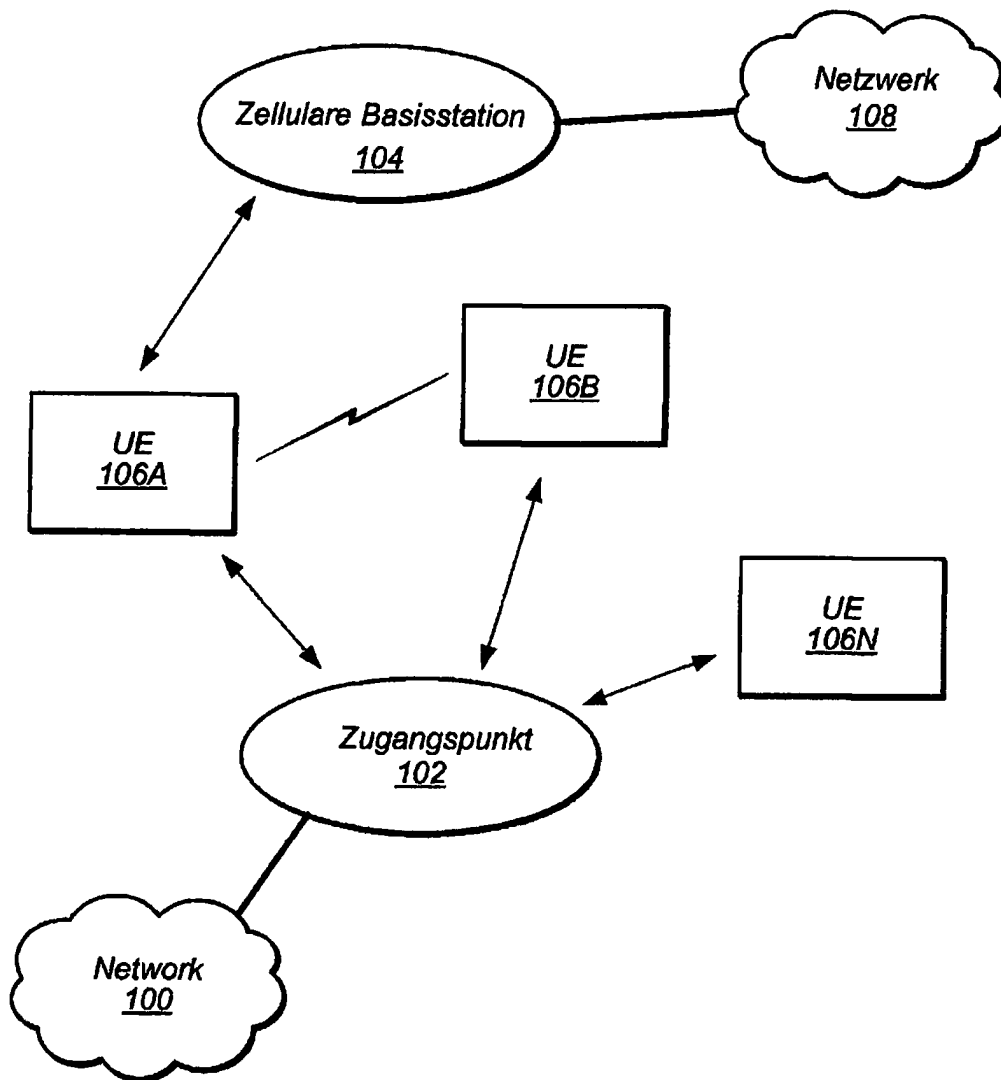 Netzwerk
108
Zellulare Basisstation
104
UE
106B
UE
106A
UE
106N
Zugangspunkt
102
Network
100